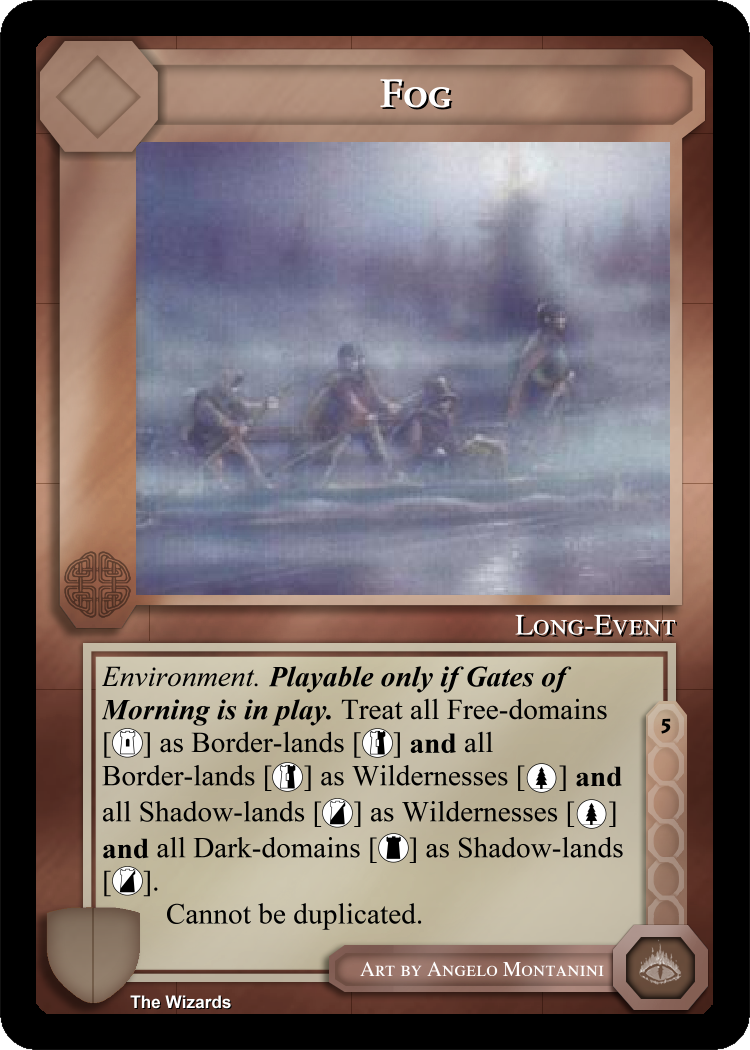 Fog
Long-Event
Environment. Playable only if Gates of
Morning is in play. Treat all Free-domains
[] as Border-lands [] and all
Border-lands [] as Wildernesses [] and
all Shadow-lands [] as Wildernesses []
and all Dark-domains [] as Shadow-lands
[].
Cannot be duplicated.
5
Art by Angelo Montanini
The Wizards